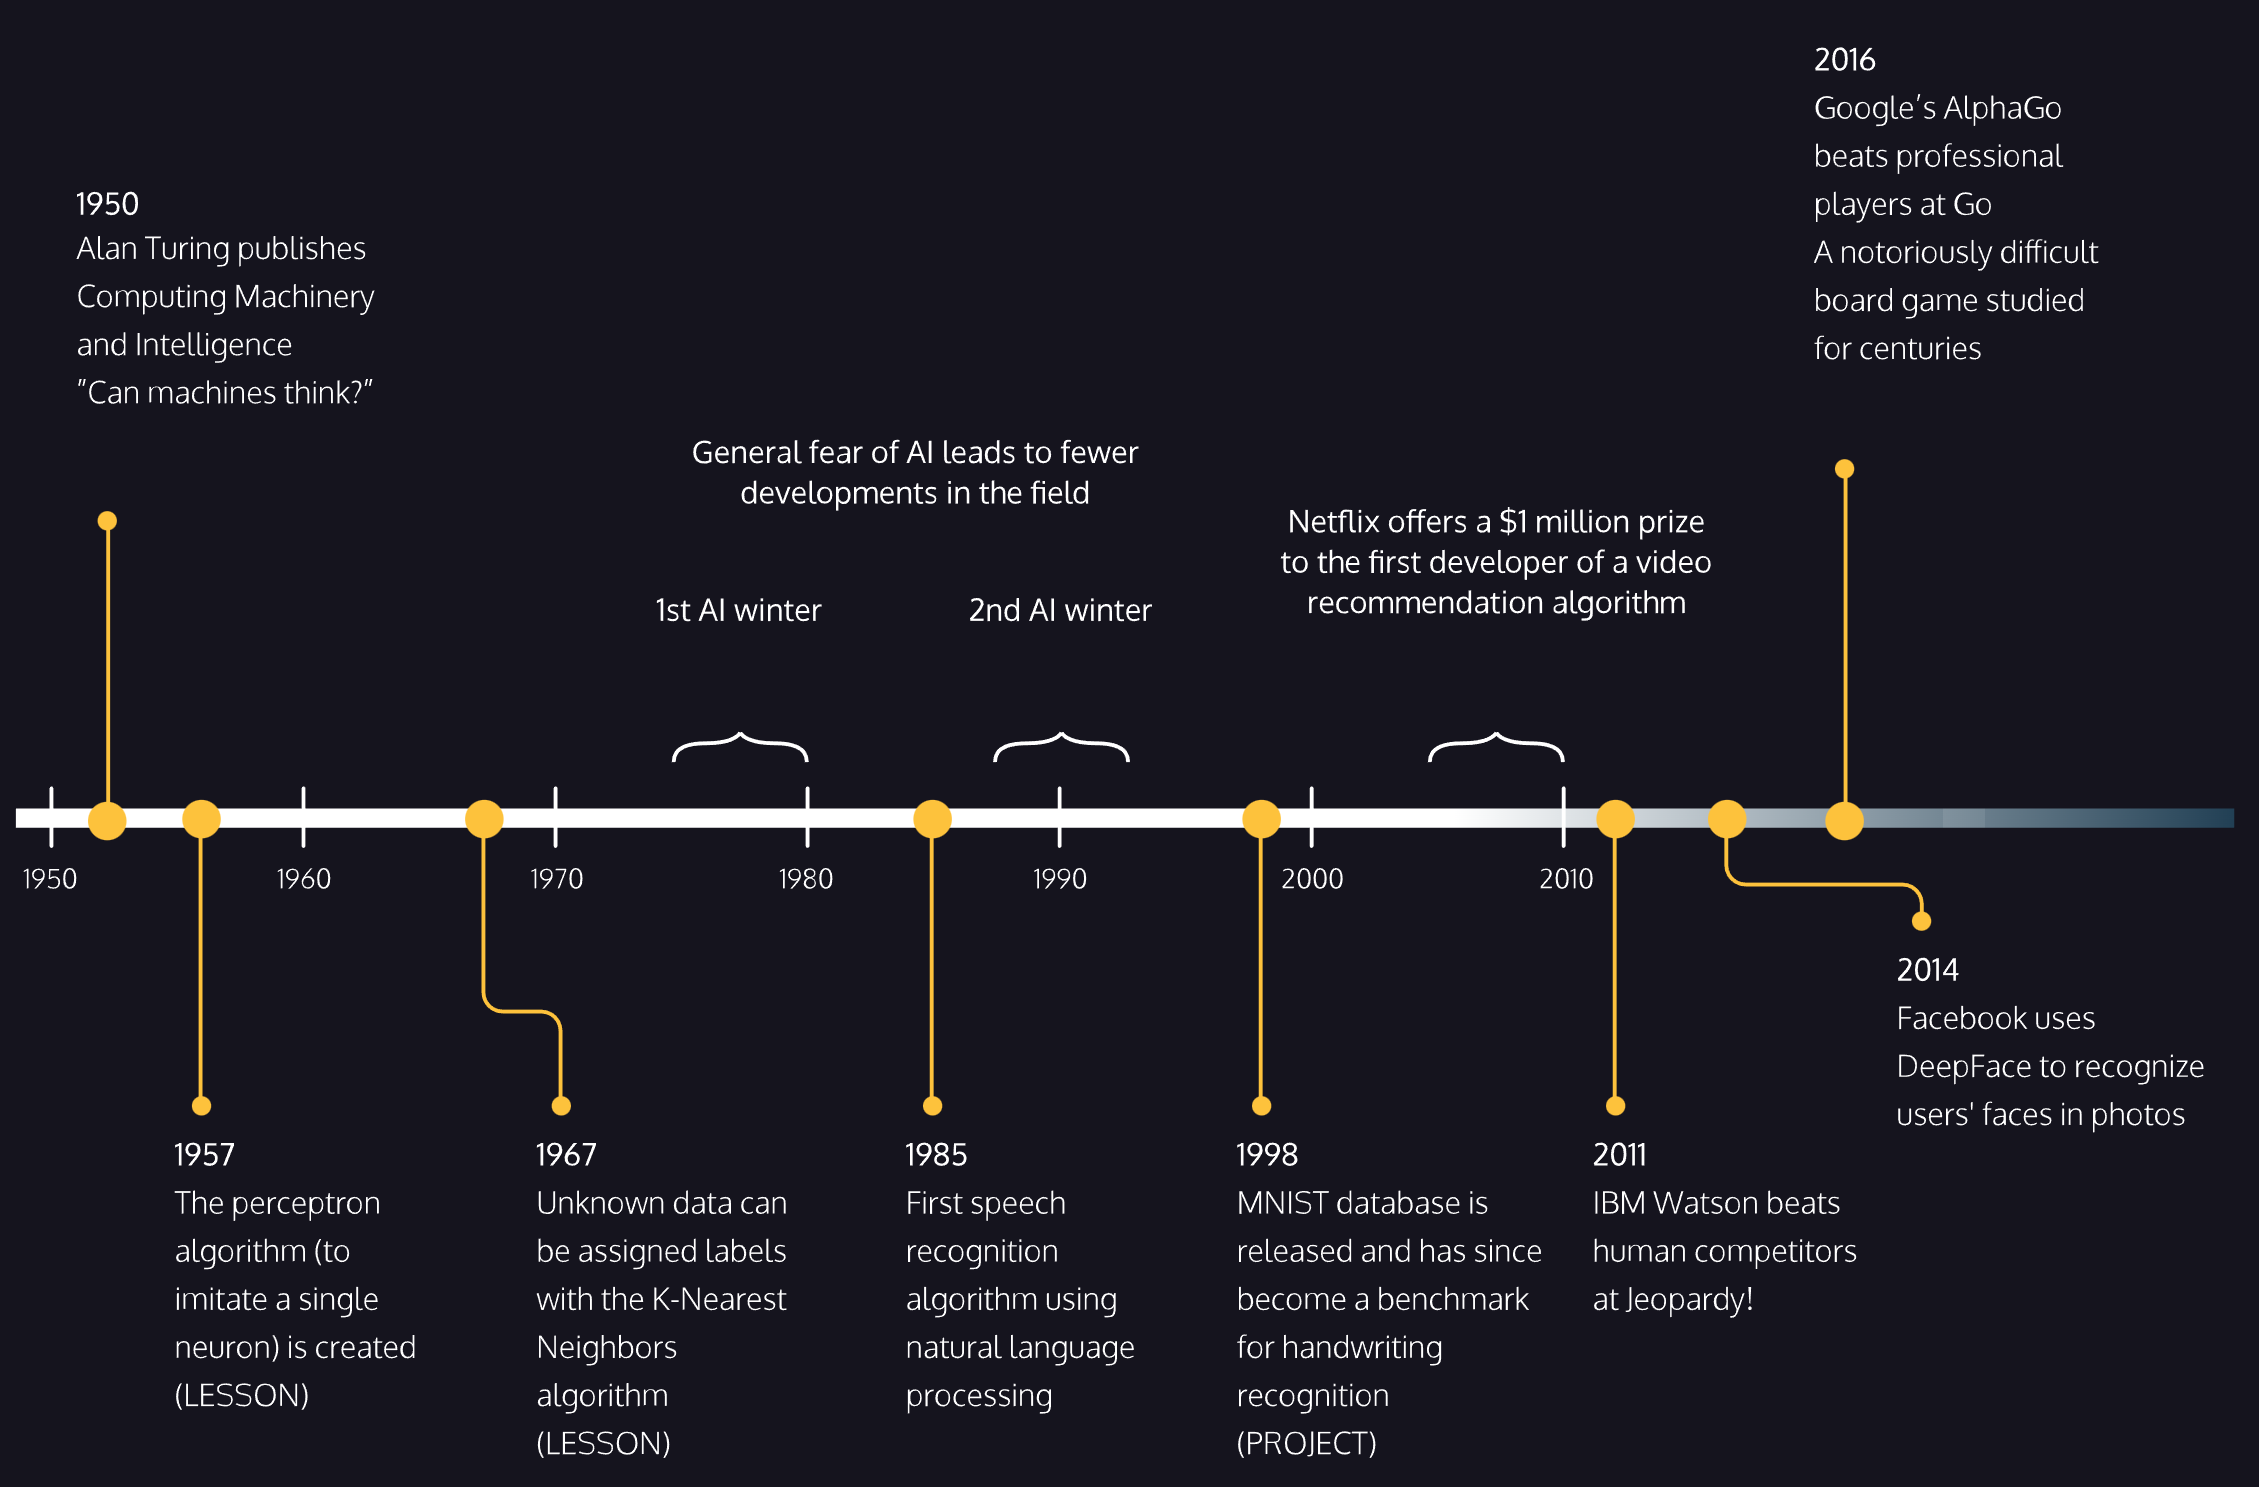 2016
Google’s AlphaGo
beats professional
players at Go
A notoriously difficult
board game studied
for centuries
1950
Alan Turing publishes
Computing Machinery
and Intelligence
"Can machines think?"
General fear of AI leads to fewer
developments in the field
Netflix offers a $1 million prize
to the first developer of a video
recommendation algorithm
1st AI winter
2nd AI winter
1950
1960
1970
1980
1990
2000
2010
2014
Facebook uses
DeepFace to recognize
users' faces in photos
1957
The perceptron
algorithm (to
imitate a single
neuron) is created
(LESSON)
1967
Unknown data can
be assigned labels
with the K-Nearest
Neighbors
algorithm
(LESSON)
1985
First speech
recognition
algorithm using
natural language
processing
1998
MNIST database is
released and has since
become a benchmark
for handwriting
recognition
(PROJECT)
2011
IBM Watson beats
human competitors
at Jeopardy!